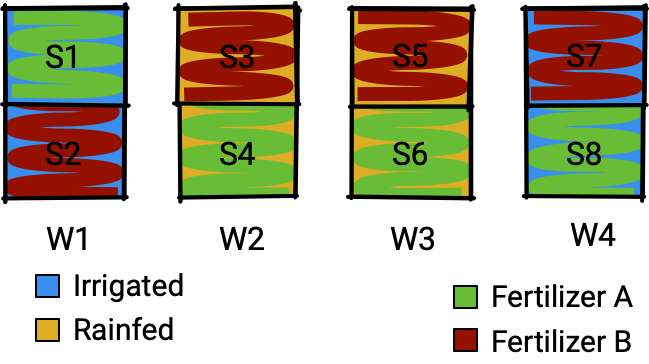 S1 S3 S5 S7
S2 S4 S6 S8
W1 W2 W3 W4
Irrigated
Rainfed
Fertilizer A
Fertilizer B